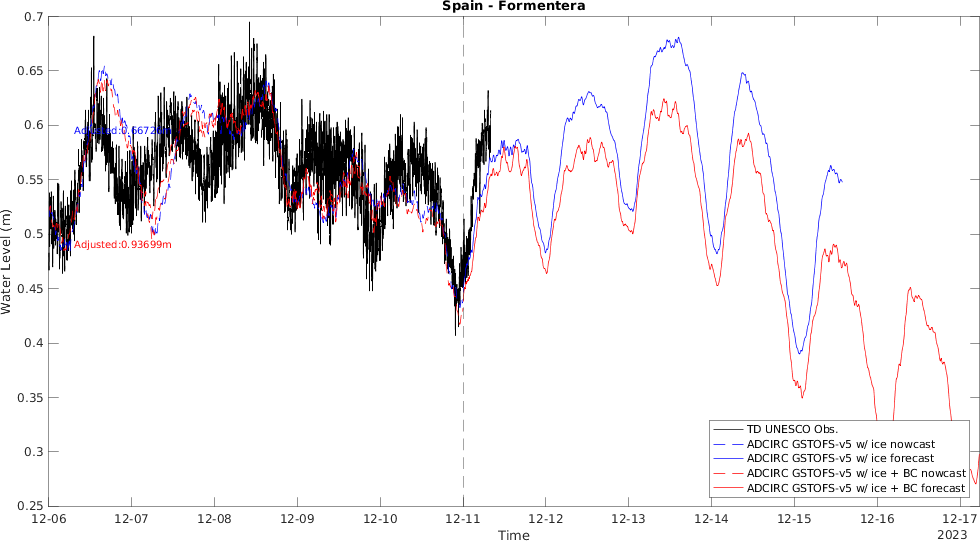 Spain - Formentera
0.7
0.65
0.6
0.55
0.5
0.45
0.4
0.35
0.3
0.25
Water Level (m)
Adjusted:0.93699m
TD UNESCO Obs.
ADCIRC GSTOFS-v5 w/ ice nowcast
ADCIRC GSTOFS-v5 w/ ice forecast
ADCIRC GSTOFS-v5 w/ ice + BC nowcast
ADCIRC GSTOFS-v5 w/ ice + BC forecast
12-06 12-07 12-08 12-09 12-10 12-11 12-12 12-13 12-14 12-15 12-16 12-17
Time
2023